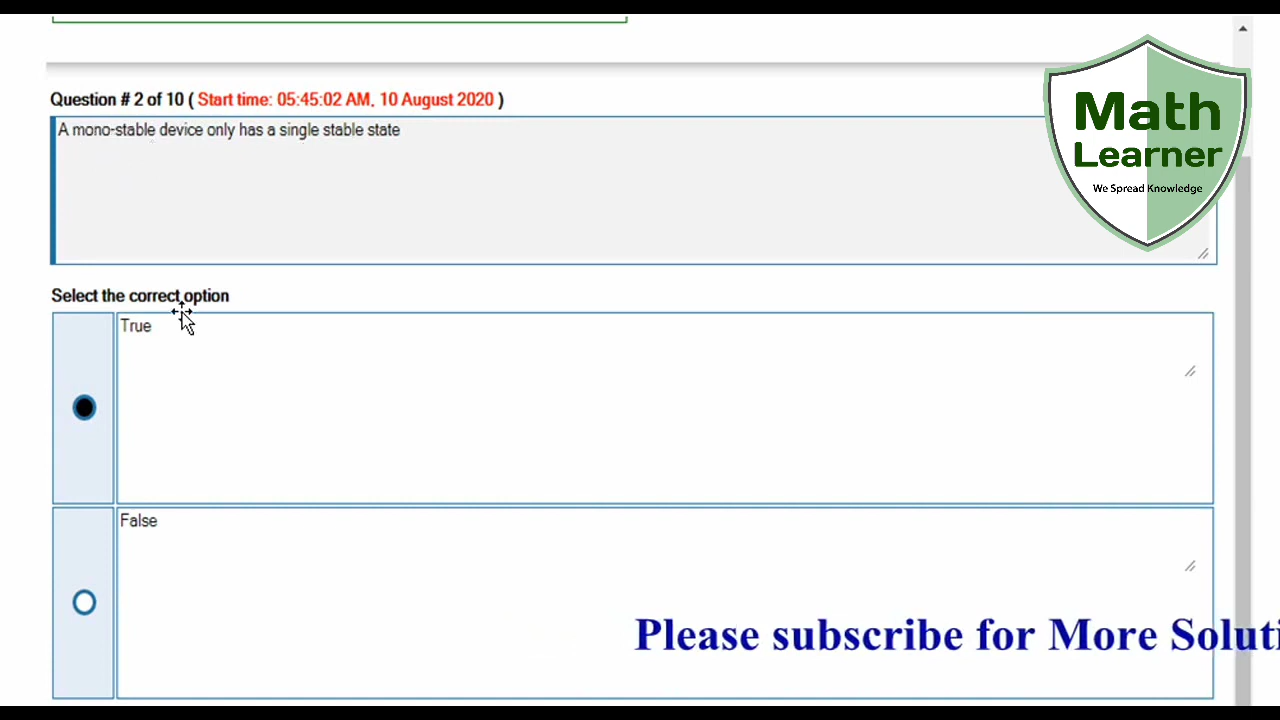 Question # 2 of 10 ( Start time: 05:45:02 AM, 10 August 2020 )
A mono-stable device only has a single stable state
Math
Learner
We Spread Knowledge
Select the correct option
True
False
Please subscribe for More Soluti